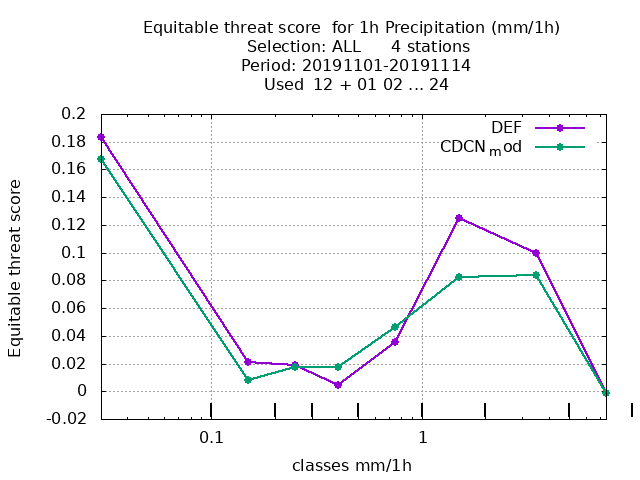 Equitable threat score  for 1h Precipitation (mm/1h)
Selection: ALL      4 stations
Period: 20191101-20191114
Used  12 + 01 02 ... 24
DEF
CDCN_mod
0.2
0.18
0.16
0.14
0.12
0.1
0.08
0.06
0.04
0.02
0
-0.02
Equitable threat score
0.1 1
classes mm/1h